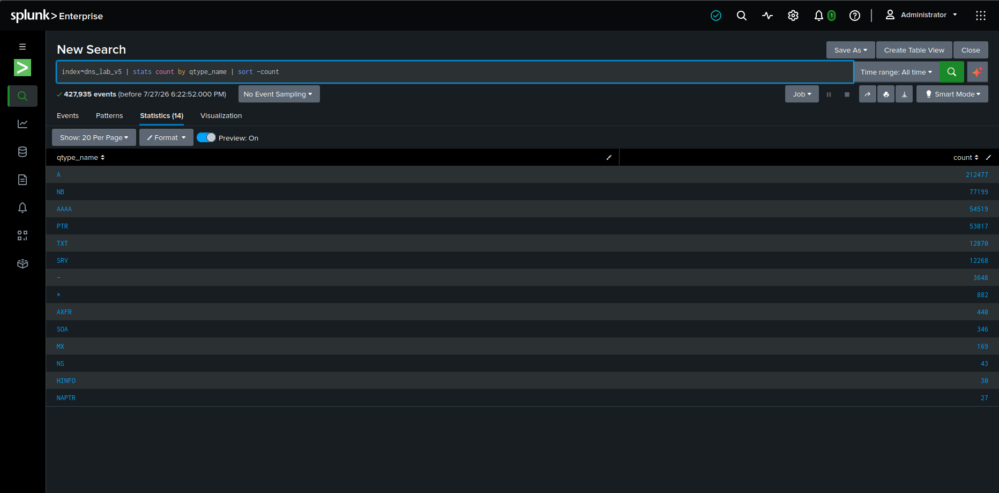 splunk> Enterprise
1
Administrator
New Search
Save As
Create Table View
Close
index=dns_lab_v5 | stats count by qtype_name | sort -count
Time range: All time
427,935 events (before 7/27/26 6:22:52.000 PM)
No Event Sampling
Job
Smart Mode
Events
Patterns
Statistics (14)
Visualization
Show: 20 Per Page
Format
Preview: On
qtype_name
count
A 212477
NB 77199
AAAA 54519
PTR 53017
TXT 12870
SRV 12268
- 3648
* 882
AXFR 440
SOA 346
MX 169
NS 43
HINFO 30
NAPTR 27